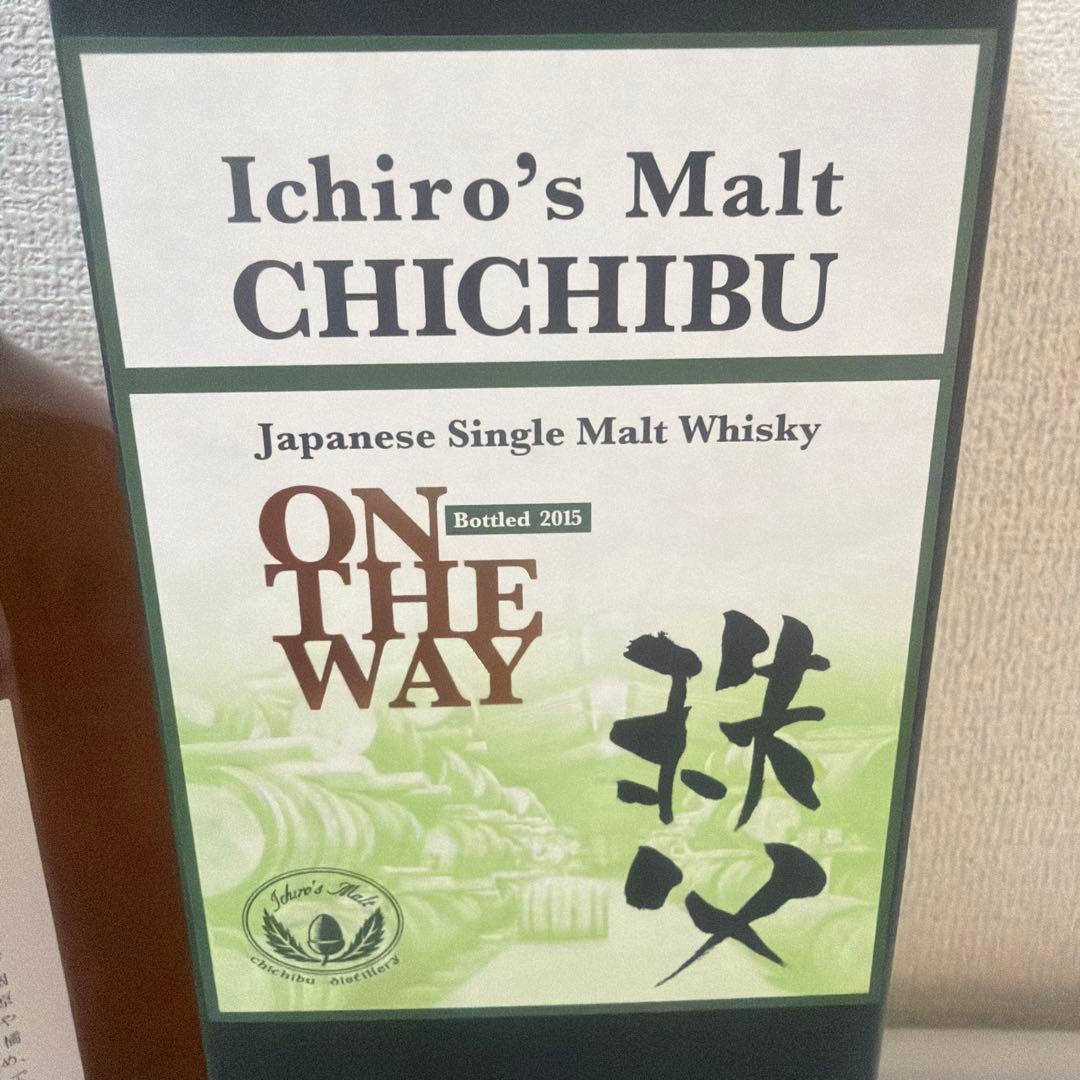 Ichiro's Malt
CHICHIBU
Japanese Single Malt Whisky
ON
Bottled 2015
THE
WAY
秩父
Ichiro's Malt
chichibu distillery